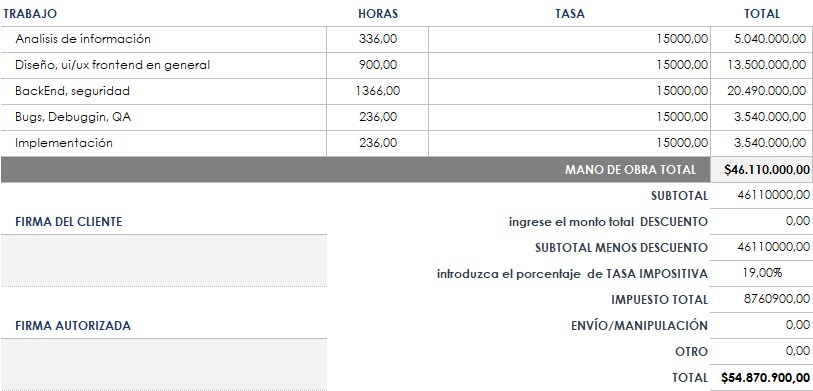 TRABAJO HORAS TASA TOTAL
Analisis de información 336,00 15000,00 5.040.000,00
Diseño, ui/ux frontend en general 900,00 15000,00 13.500.000,00
BackEnd, seguridad 1366,00 15000,00 20.490.000,00
Bugs, Debuggin, QA 236,00 15000,00 3.540.000,00
Implementación 236,00 15000,00 3.540.000,00
MANO DE OBRA TOTAL $46.110.000,00
SUBTOTAL 46110000,00
FIRMA DEL CLIENTE ingrese el monto total DESCUENTO 0,00
SUBTOTAL MENOS DESCUENTO 46110000,00
introduzca el porcentaje de TASA IMPOSITIVA 19,00%
IMPUESTO TOTAL 8760900,00
FIRMA AUTORIZADA ENVÍO/MANIPULACIÓN 0,00
OTRO 0,00
TOTAL $54.870.900,00